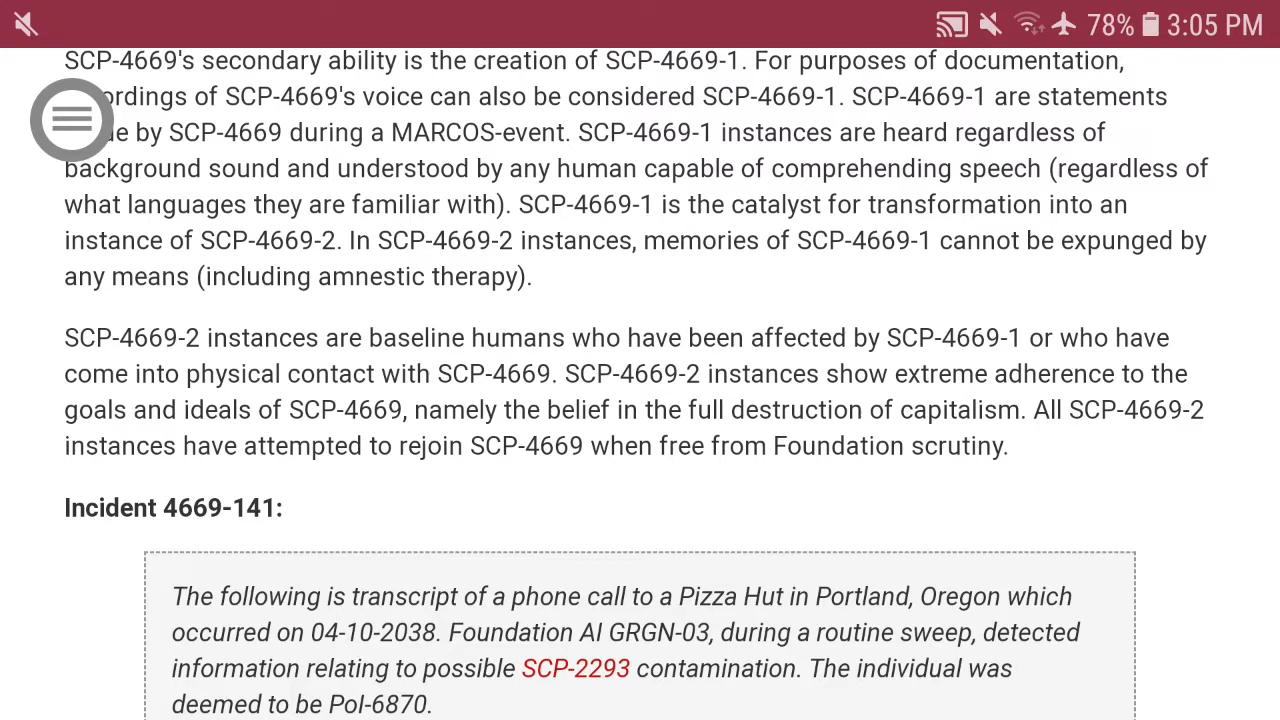 78% 3:05 PM
SCP-4669's secondary ability is the creation of SCP-4669-1. For purposes of documentation,
ordings of SCP-4669's voice can also be considered SCP-4669-1. SCP-4669-1 are statements
de by SCP-4669 during a MARCOS-event. SCP-4669-1 instances are heard regardless of
background sound and understood by any human capable of comprehending speech (regardless of
what languages they are familiar with). SCP-4669-1 is the catalyst for transformation into an
instance of SCP-4669-2. In SCP-4669-2 instances, memories of SCP-4669-1 cannot be expunged by
any means (including amnestic therapy).
SCP-4669-2 instances are baseline humans who have been affected by SCP-4669-1 or who have
come into physical contact with SCP-4669. SCP-4669-2 instances show extreme adherence to the
goals and ideals of SCP-4669, namely the belief in the full destruction of capitalism. All SCP-4669-2
instances have attempted to rejoin SCP-4669 when free from Foundation scrutiny.
Incident 4669-141:
The following is transcript of a phone call to a Pizza Hut in Portland, Oregon which
occurred on 04-10-2038. Foundation AI GRGN-03, during a routine sweep, detected
information relating to possible SCP-2293 contamination. The individual was
deemed to be PoI-6870.